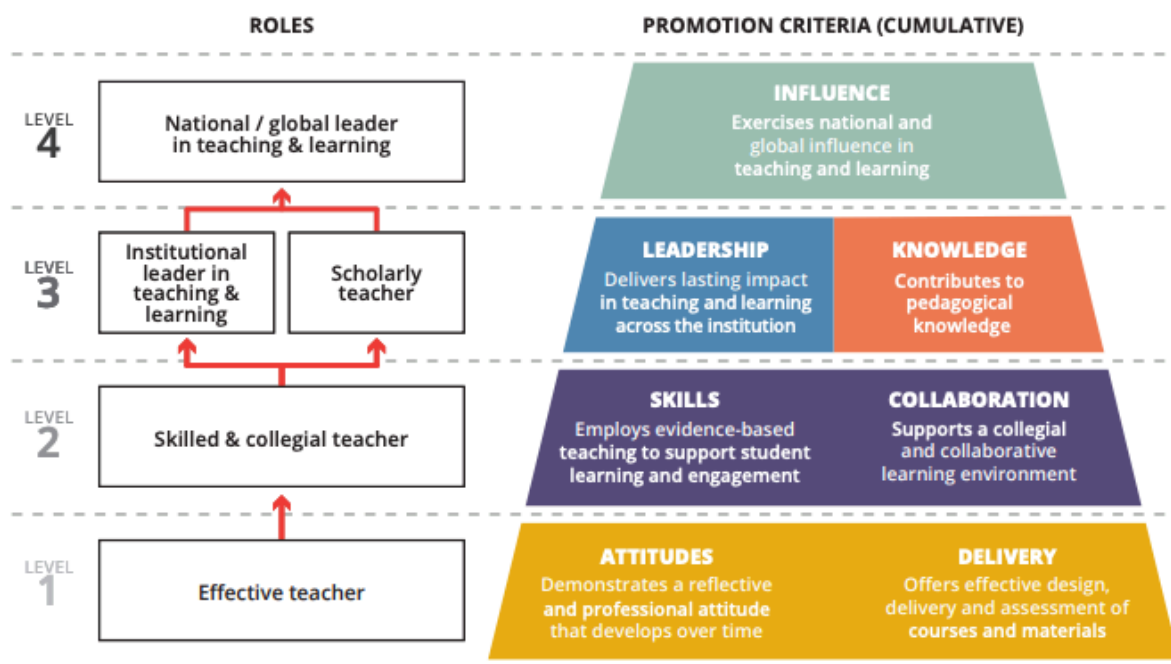 ROLES
PROMOTION CRITERIA (CUMULATIVE)
LEVEL
4
National / global leader
in teaching & learning
INFLUENCE
Exercises national and
global influence in
teaching and learning
LEVEL
3
Institutional
leader in
teaching &
learning
Scholarly
teacher
LEADERSHIP
Delivers lasting impact
in teaching and learning
across the institution
KNOWLEDGE
Contributes to
pedagogical
knowledge
LEVEL
2
Skilled & collegial teacher
SKILLS
Employs evidence-based
teaching to support student
learning and engagement
COLLABORATION
Supports a collegial
and collaborative
learning environment
LEVEL
1
Effective teacher
ATTITUDES
Demonstrates a reflective
and professional attitude
that develops over time
DELIVERY
Offers effective design,
delivery and assessment of
courses and materials